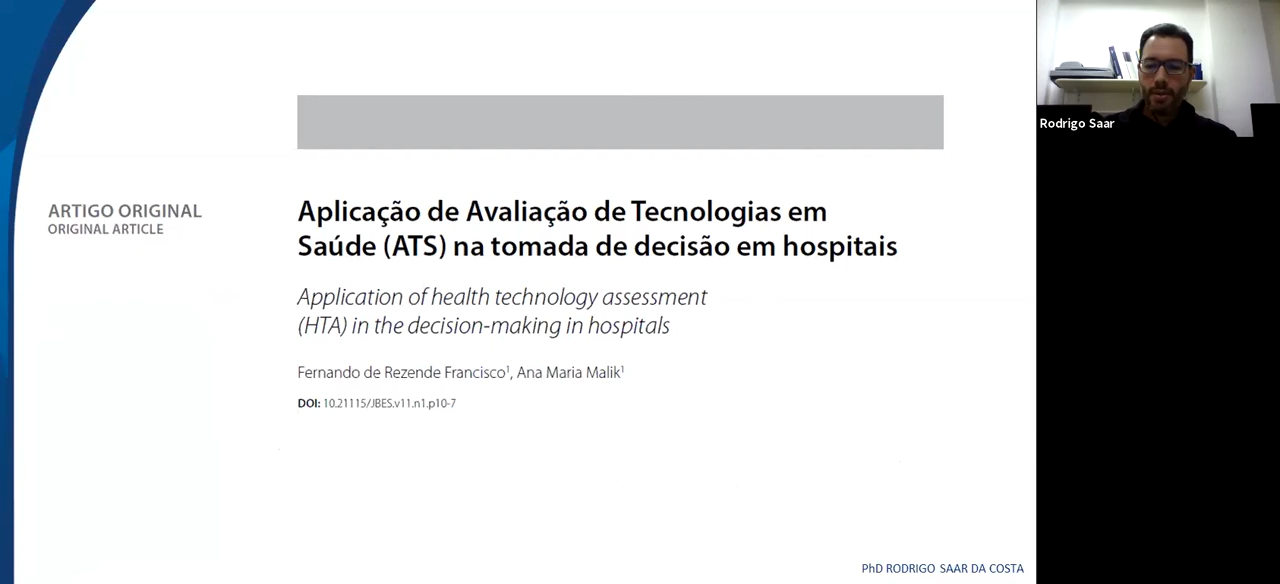 ARTIGO ORIGINAL
ORIGINAL ARTICLE
Aplicação de Avaliação de Tecnologias em
Saúde (ATS) na tomada de decisão em hospitais
Application of health technology assessment
(HTA) in the decision-making in hospitals
Fernando de Rezende Francisco¹, Ana Maria Malik¹
DOI: 10.21115/JBES.v11.n1.p10-7
PhD RODRIGO SAAR DA COSTA
Rodrigo Saar